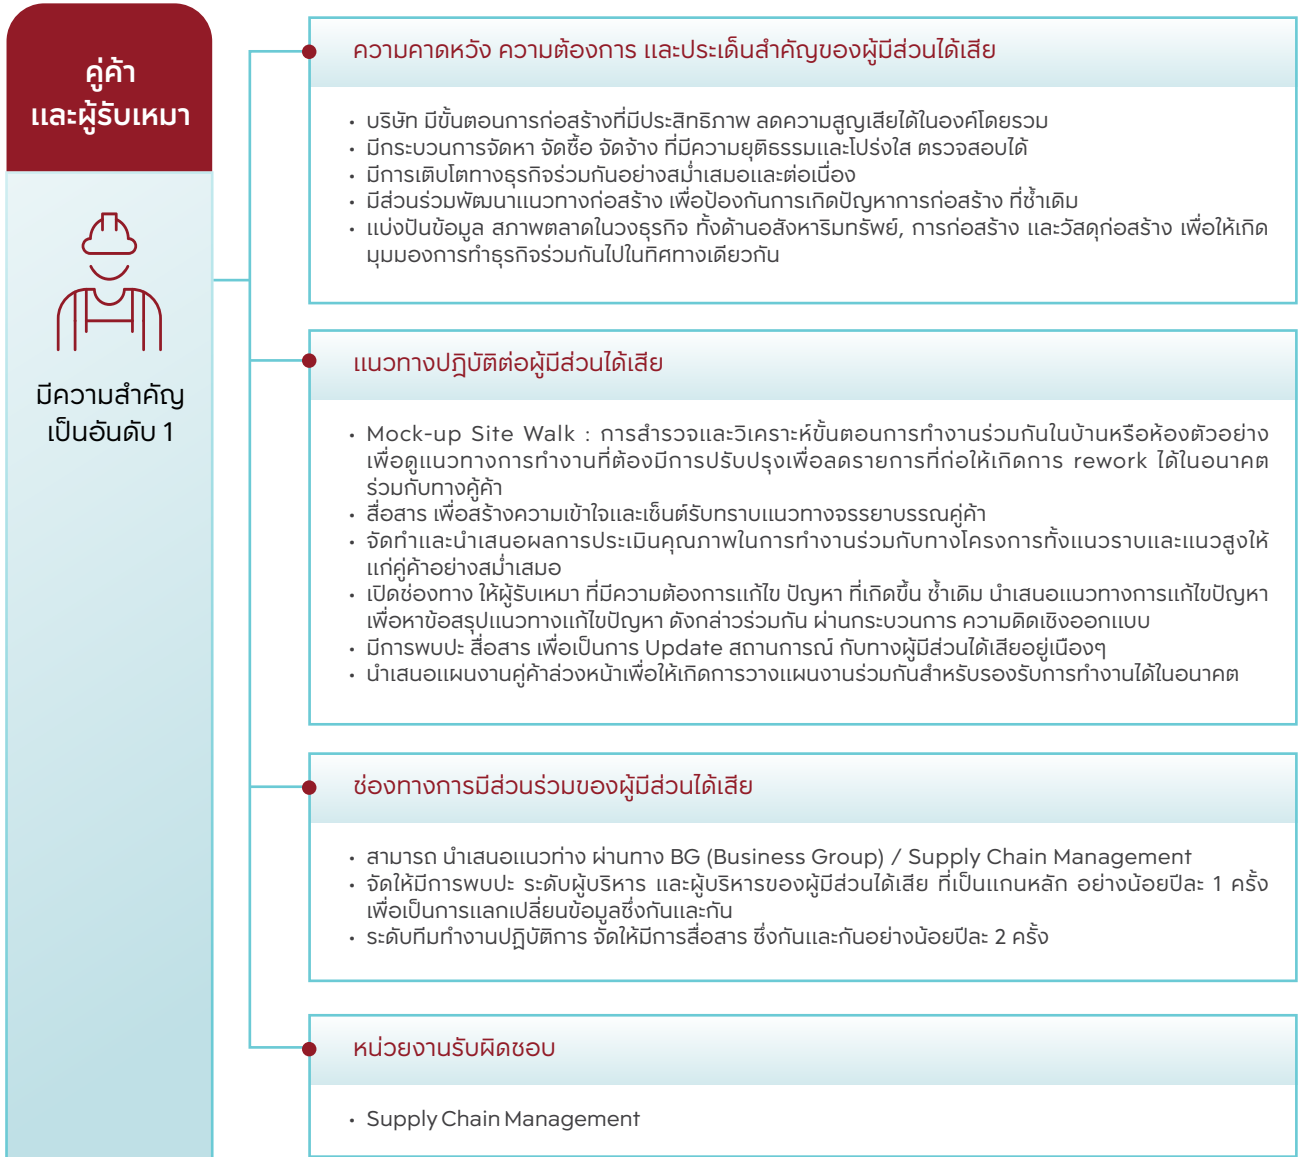 คู่ค้า
และผู้รับเหมา
มีความสำคัญ
เป็นอันดับ 1
ความคาดหวัง ความต้องการ และประเด็นสำคัญของผู้มีส่วนได้เสีย
• บริษัท มีขั้นตอนการก่อสร้างที่มีประสิทธิภาพ ลดความสูญเสียได้ในองค์โดยรวม
• มีกระบวนการจัดหา จัดซื้อ จัดจ้าง ที่มีความยุติธรรมและโปร่งใส ตรวจสอบได้
• มีการเติบโตทางธุรกิจร่วมกันอย่างสม่ำเสมอและต่อเนื่อง
• มีส่วนร่วมพัฒนาแนวทางก่อสร้าง เพื่อป้องกันการเกิดปัญหาการก่อสร้าง ที่ซ้ำเดิม
• แบ่งปันข้อมูล สภาพตลาดในวงธุรกิจ ทั้งด้านอสังหาริมทรัพย์, การก่อสร้าง และวัสดุก่อสร้าง เพื่อให้เกิด
มุมมองการทำธุรกิจร่วมกันไปในทิศทางเดียวกัน
แนวทางปฎิบัติต่อผู้มีส่วนได้เสีย
• Mock-up Site Walk : การสำรวจและวิเคราะห์ขั้นตอนการทำงานร่วมกันในบ้านหรือห้องตัวอย่าง
เพื่อดูแนวทางการทำงานที่ต้องมีการปรับปรุงเพื่อลดรายการที่ก่อให้เกิดการ rework ได้ในอนาคต
ร่วมกับทางคู้ค้า
• สื่อสาร เพื่อสร้างความเข้าใจและเซ็นต์รับทราบแนวทางจรรยาบรรณคู่ค้า
• จัดทำและนำเสนอผลการประเมินคุณภาพในการทำงานร่วมกับทางโครงการทั้งแนวราบและแนวสูงให้
แก่คู่ค้าอย่างสม่ำเสมอ
• เปิดช่องทาง ให้ผู้รับเหมา ที่มีความต้องการแก้ไข ปัญหา ที่เกิดขึ้น ซ้ำเดิม นำเสนอแนวทางการแก้ไขปัญหา
เพื่อหาข้อสรุปแนวทางแก้ไขปัญหา ดังกล่าวร่วมกัน ผ่านกระบวนการ ความดิดเชิงออกแบบ
• มีการพบปะ สื่อสาร เพื่อเป็นการ Update สถานการณ์ กับทางผู้มีส่วนได้เสียอยู่เนืองๆ
• นำเสนอแผนงานคู่ค้าล่วงหน้าเพื่อให้เกิดการวางแผนงานร่วมกันสำหรับรองรับการทำงานได้ในอนาคต
ช่องทางการมีส่วนร่วมของผู้มีส่วนได้เสีย
• สามารถ นำเสนอแนวท่าง ผ่านทาง BG (Business Group) / Supply Chain Management
• จัดให้มีการพบปะ ระดับผู้บริหาร และผู้บริหารของผู้มีส่วนได้เสีย ที่เป็นแกนหลัก อย่างน้อยปีละ 1 ครั้ง
เพื่อเป็นการแลกเปลี่ยนข้อมูลซึ่งกันและกัน
• ระดับทีมทำงานปฏิบัติการ จัดให้มีการสื่อสาร ซึ่งกันและกันอย่างน้อยปีละ 2 ครั้ง
หน่วยงานรับผิดชอบ
• Supply Chain Management